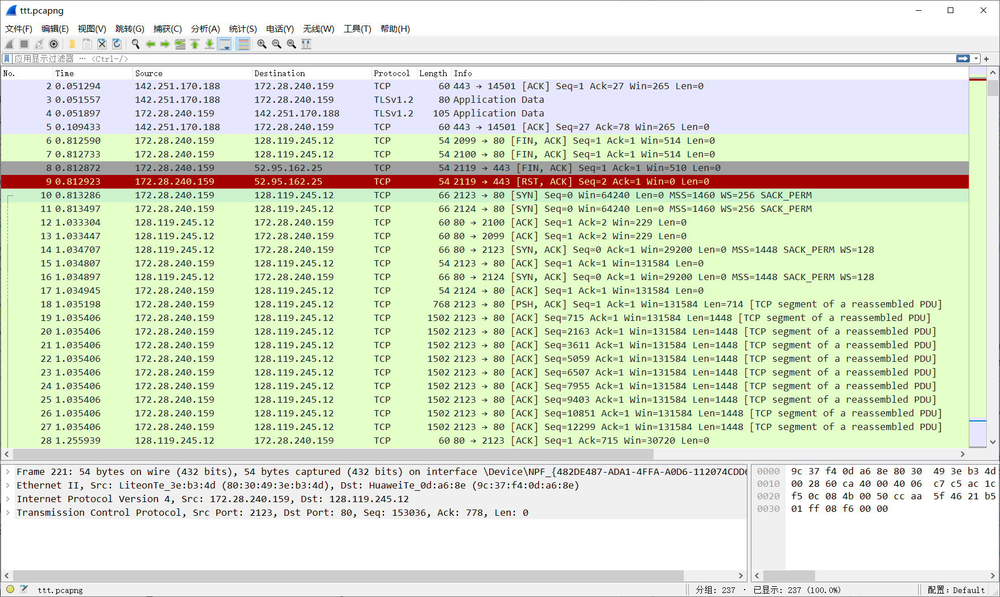 ttt.pcapng
文件(F) 编辑(E) 视图(V) 跳转(G) 捕获(C) 分析(A) 统计(S) 电话(Y) 无线(W) 工具(T) 帮助(H)
应用显示过滤器 … <Ctrl-/>
No. Time Source Destination Protocol Length Info
2 0.051294 142.251.170.188 172.28.240.159 TCP 60 443 → 14501 [ACK] Seq=1 Ack=27 Win=265 Len=0
3 0.051557 142.251.170.188 172.28.240.159 TLSv1.2 80 Application Data
4 0.051897 172.28.240.159 142.251.170.188 TLSv1.2 105 Application Data
5 0.109433 142.251.170.188 172.28.240.159 TCP 60 443 → 14501 [ACK] Seq=27 Ack=78 Win=265 Len=0
6 0.812590 172.28.240.159 128.119.245.12 TCP 54 2099 → 80 [FIN, ACK] Seq=1 Ack=1 Win=514 Len=0
7 0.812733 172.28.240.159 128.119.245.12 TCP 54 2100 → 80 [FIN, ACK] Seq=1 Ack=1 Win=514 Len=0
8 0.812872 172.28.240.159 52.95.162.25 TCP 54 2119 → 443 [FIN, ACK] Seq=1 Ack=1 Win=510 Len=0
9 0.812923 172.28.240.159 52.95.162.25 TCP 54 2119 → 443 [RST, ACK] Seq=2 Ack=1 Win=0 Len=0
10 0.813286 172.28.240.159 128.119.245.12 TCP 66 2123 → 80 [SYN] Seq=0 Win=64240 Len=0 MSS=1460 WS=256 SACK_PERM
11 0.813497 172.28.240.159 128.119.245.12 TCP 66 2124 → 80 [SYN] Seq=0 Win=64240 Len=0 MSS=1460 WS=256 SACK_PERM
12 1.033304 128.119.245.12 172.28.240.159 TCP 60 80 → 2100 [ACK] Seq=1 Ack=2 Win=229 Len=0
13 1.033447 128.119.245.12 172.28.240.159 TCP 60 80 → 2099 [ACK] Seq=1 Ack=2 Win=229 Len=0
14 1.034707 128.119.245.12 172.28.240.159 TCP 66 80 → 2123 [SYN, ACK] Seq=0 Ack=1 Win=29200 Len=0 MSS=1448 SACK_PERM WS=128
15 1.034807 172.28.240.159 128.119.245.12 TCP 54 2123 → 80 [ACK] Seq=1 Ack=1 Win=131584 Len=0
16 1.034897 128.119.245.12 172.28.240.159 TCP 66 80 → 2124 [SYN, ACK] Seq=0 Ack=1 Win=29200 Len=0 MSS=1448 SACK_PERM WS=128
17 1.034945 172.28.240.159 128.119.245.12 TCP 54 2124 → 80 [ACK] Seq=1 Ack=1 Win=131584 Len=0
18 1.035198 172.28.240.159 128.119.245.12 TCP 768 2123 → 80 [PSH, ACK] Seq=1 Ack=1 Win=131584 Len=714 [TCP segment of a reassembled PDU]
19 1.035406 172.28.240.159 128.119.245.12 TCP 1502 2123 → 80 [ACK] Seq=715 Ack=1 Win=131584 Len=1448 [TCP segment of a reassembled PDU]
20 1.035406 172.28.240.159 128.119.245.12 TCP 1502 2123 → 80 [ACK] Seq=2163 Ack=1 Win=131584 Len=1448 [TCP segment of a reassembled PDU]
21 1.035406 172.28.240.159 128.119.245.12 TCP 1502 2123 → 80 [ACK] Seq=3611 Ack=1 Win=131584 Len=1448 [TCP segment of a reassembled PDU]
22 1.035406 172.28.240.159 128.119.245.12 TCP 1502 2123 → 80 [ACK] Seq=5059 Ack=1 Win=131584 Len=1448 [TCP segment of a reassembled PDU]
23 1.035406 172.28.240.159 128.119.245.12 TCP 1502 2123 → 80 [ACK] Seq=6507 Ack=1 Win=131584 Len=1448 [TCP segment of a reassembled PDU]
24 1.035406 172.28.240.159 128.119.245.12 TCP 1502 2123 → 80 [ACK] Seq=7955 Ack=1 Win=131584 Len=1448 [TCP segment of a reassembled PDU]
25 1.035406 172.28.240.159 128.119.245.12 TCP 1502 2123 → 80 [ACK] Seq=9403 Ack=1 Win=131584 Len=1448 [TCP segment of a reassembled PDU]
26 1.035406 172.28.240.159 128.119.245.12 TCP 1502 2123 → 80 [ACK] Seq=10851 Ack=1 Win=131584 Len=1448 [TCP segment of a reassembled PDU]
27 1.035406 172.28.240.159 128.119.245.12 TCP 1502 2123 → 80 [ACK] Seq=12299 Ack=1 Win=131584 Len=1448 [TCP segment of a reassembled PDU]
28 1.255939 128.119.245.12 172.28.240.159 TCP 60 80 → 2123 [ACK] Seq=1 Ack=715 Win=30720 Len=0
Frame 221: 54 bytes on wire (432 bits), 54 bytes captured (432 bits) on interface \Device\NPF_{482DE487-ADA1-4FFA-A0D6-112074CDD6
Ethernet II, Src: LiteonTe_3e:b3:4d (80:30:49:3e:b3:4d), Dst: HuaweiTe_0d:a6:8e (9c:37:f4:0d:a6:8e)
Internet Protocol Version 4, Src: 172.28.240.159, Dst: 128.119.245.12
Transmission Control Protocol, Src Port: 2123, Dst Port: 80, Seq: 153036, Ack: 778, Len: 0
0000 9c 37 f4 0d a6 8e 80 30 49 3e b3 4d
0010 00 28 60 ca 40 00 40 06 c7 c5 ac 1c
0020 f5 0c 08 4b 00 50 cc aa 5f 46 21 b5
0030 01 ff 08 f6 00 00
ttt.pcapng 分组: 237 · 已显示: 237 (100.0%) 配置: Default